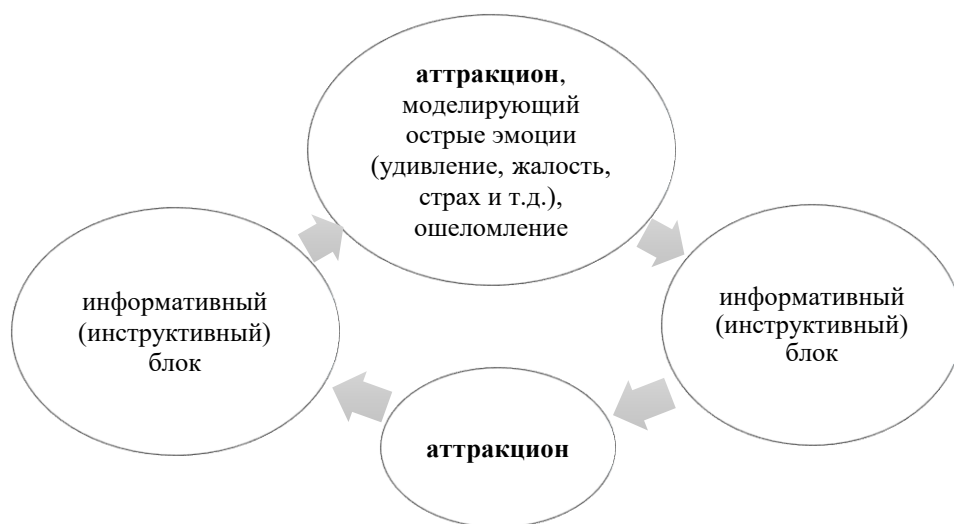 аттракцион,
моделирующий
острые эмоции
(удивление, жалость,
страх и т.д.),
ошеломление
информативный
(инструктивный)
блок
информативный
(инструктивный)
блок
аттракцион